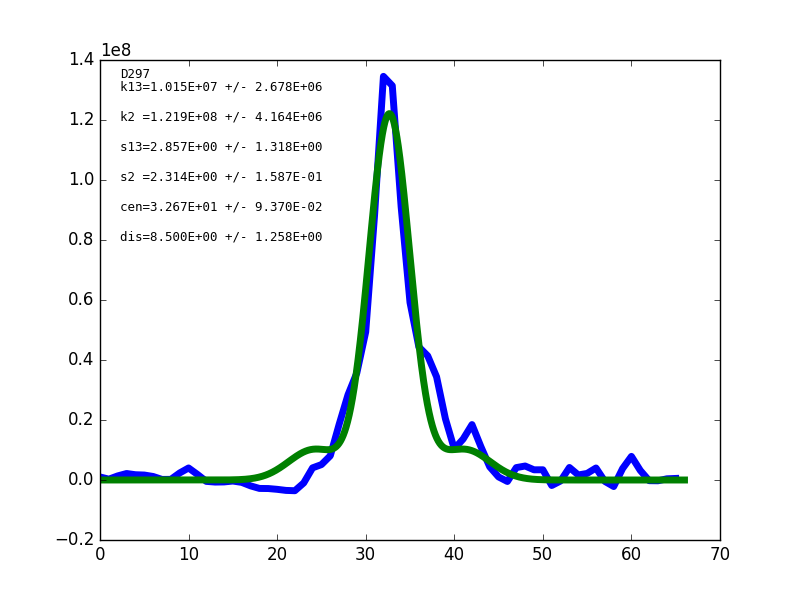 1e8
1.4
D297
k13=1.015E+07 +/- 2.678E+06
1.2
k2 =1.219E+08 +/- 4.164E+06
s13=2.857E+00 +/- 1.318E+00
1.0
s2 =2.314E+00 +/- 1.587E-01
cen=3.267E+01 +/- 9.370E-02
0.8
dis=8.500E+00 +/- 1.258E+00
0.6
0.4
0.2
0.0
−0.2
0 10 20 30 40 50 60 70